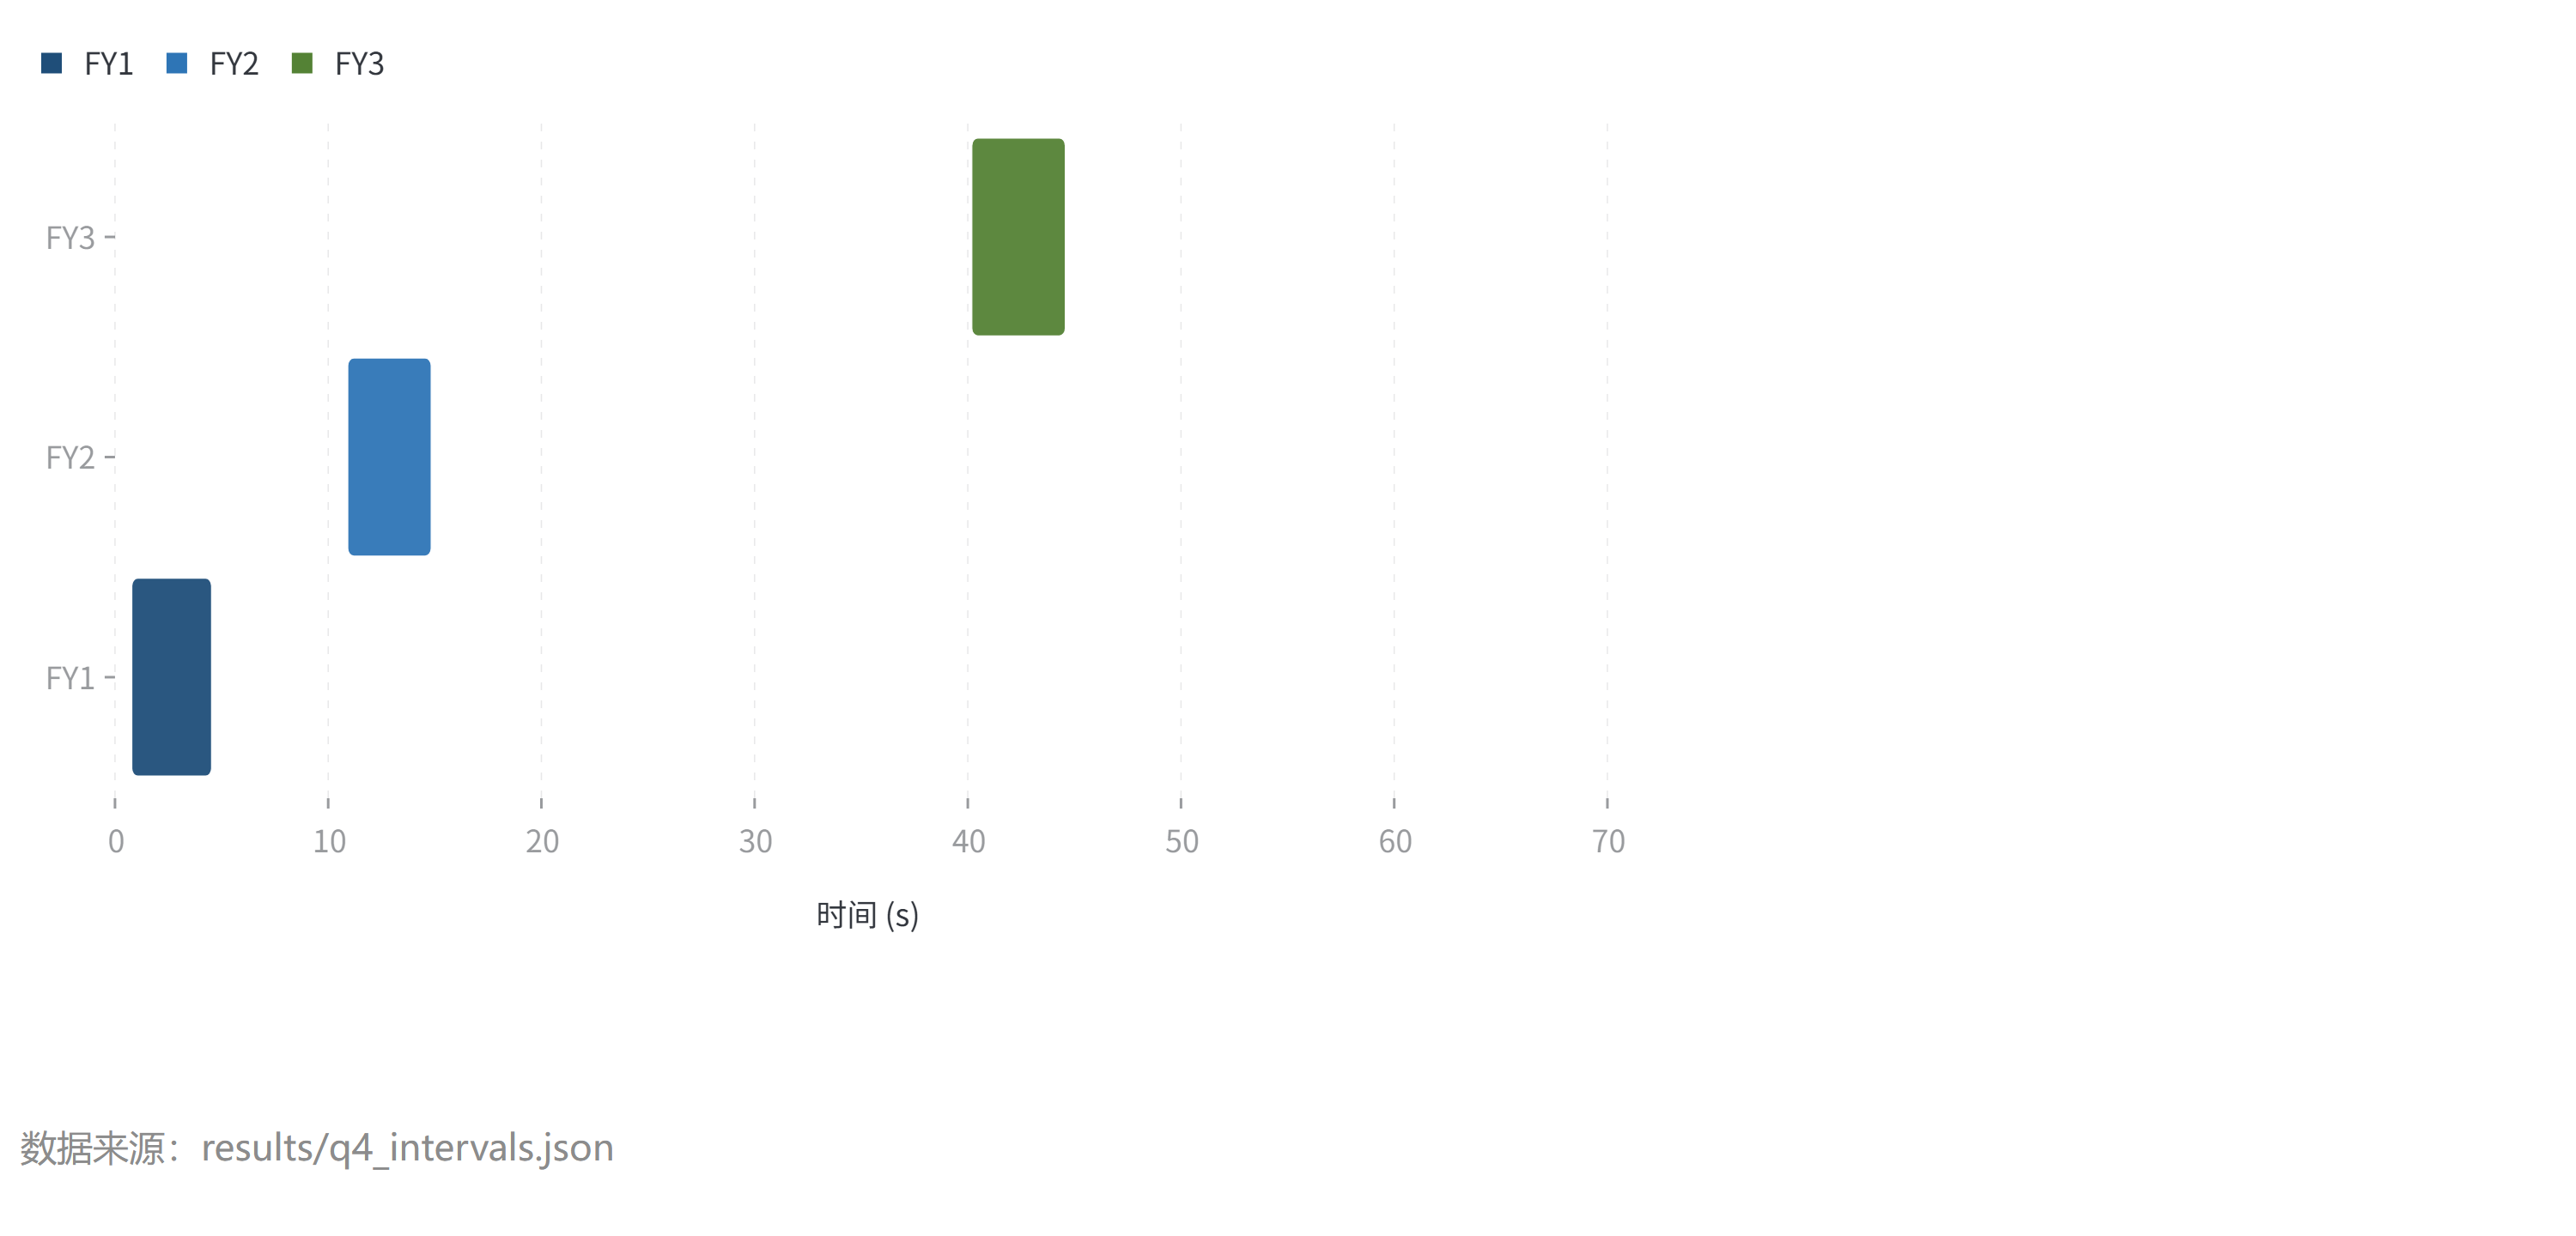 FY1 FY2 FY3
FY3
FY2
FY1
0 10 20 30 40 50 60 70
时间 (s)
数据来源：results/q4_intervals.json